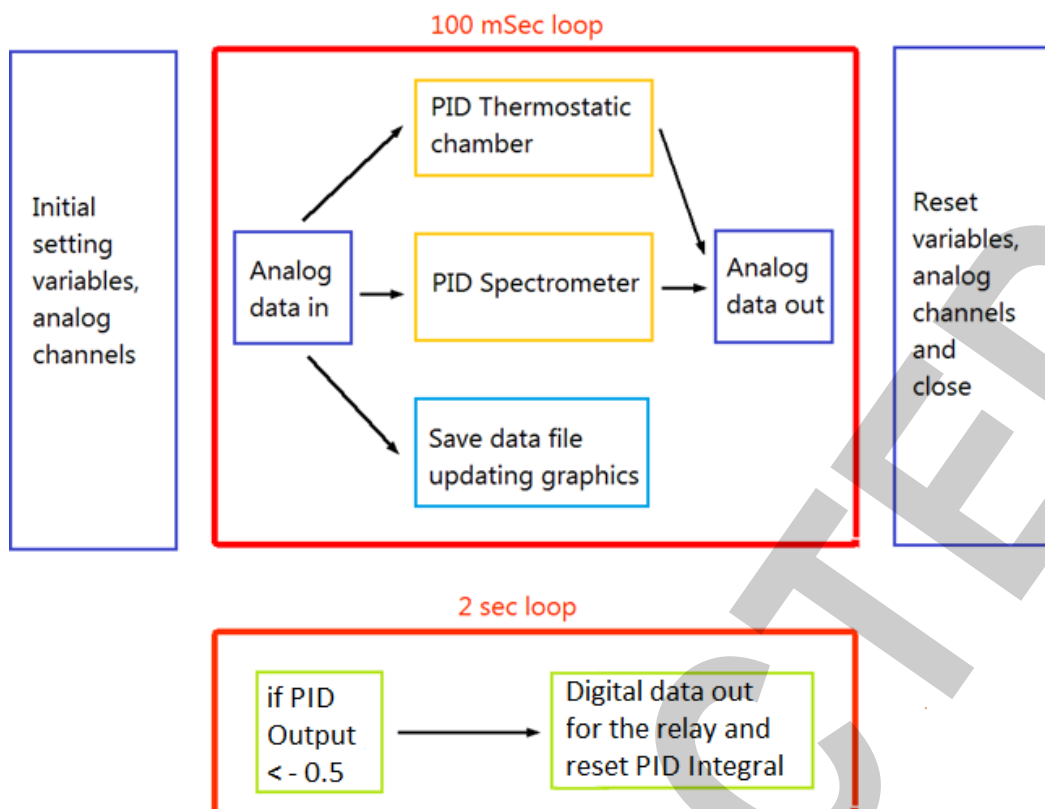 100 mSec loop
Initial
setting
variables,
analog
channels
Analog
data in
PID Thermostatic
chamber
PID Spectrometer
Save data file
updating graphics
Analog
data out
Reset
variables,
analog
channels
and
close
2 sec loop
if PID
Output
< - 0.5
Digital data out
for the relay and
reset PID Integral
CTED